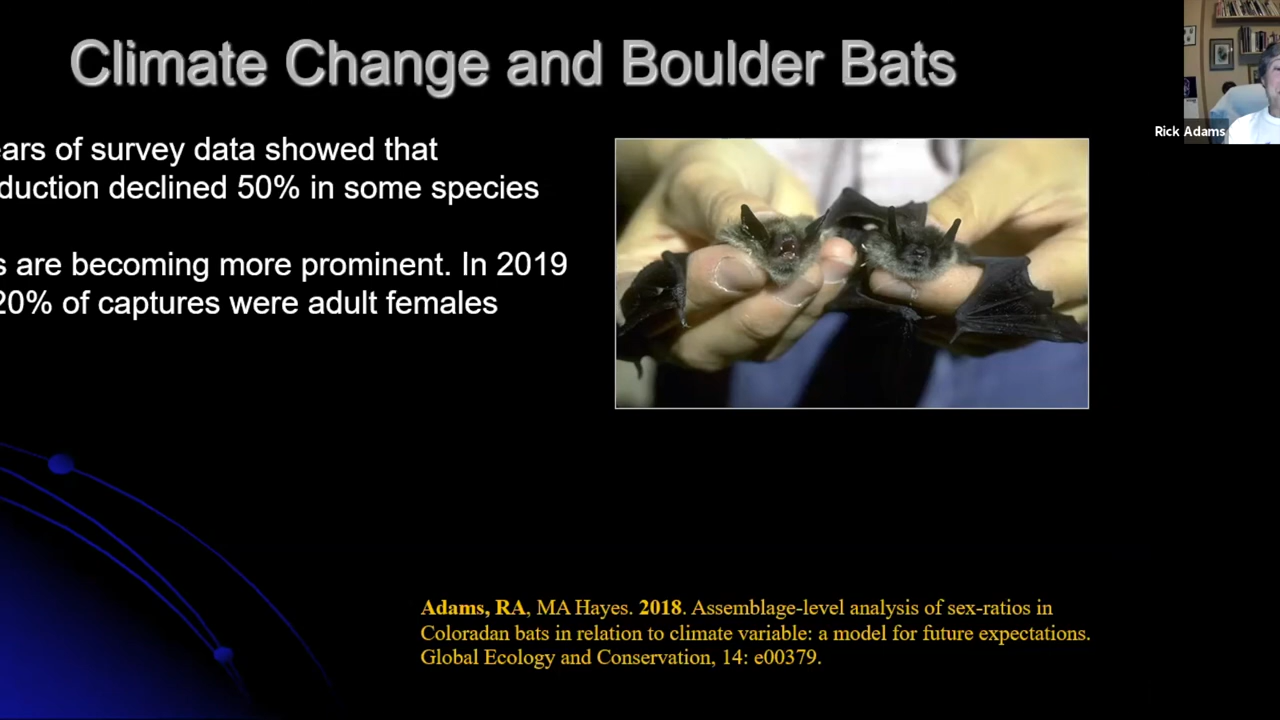 Climate Change and Boulder Bats
Rick Adams
ears of survey data showed that
duction declined 50% in some species
s are becoming more prominent. In 2019
20% of captures were adult females
Adams, RA, MA Hayes. 2018. Assemblage-level analysis of sex-ratios in
Coloradan bats in relation to climate variable: a model for future expectations.
Global Ecology and Conservation, 14: e00379.